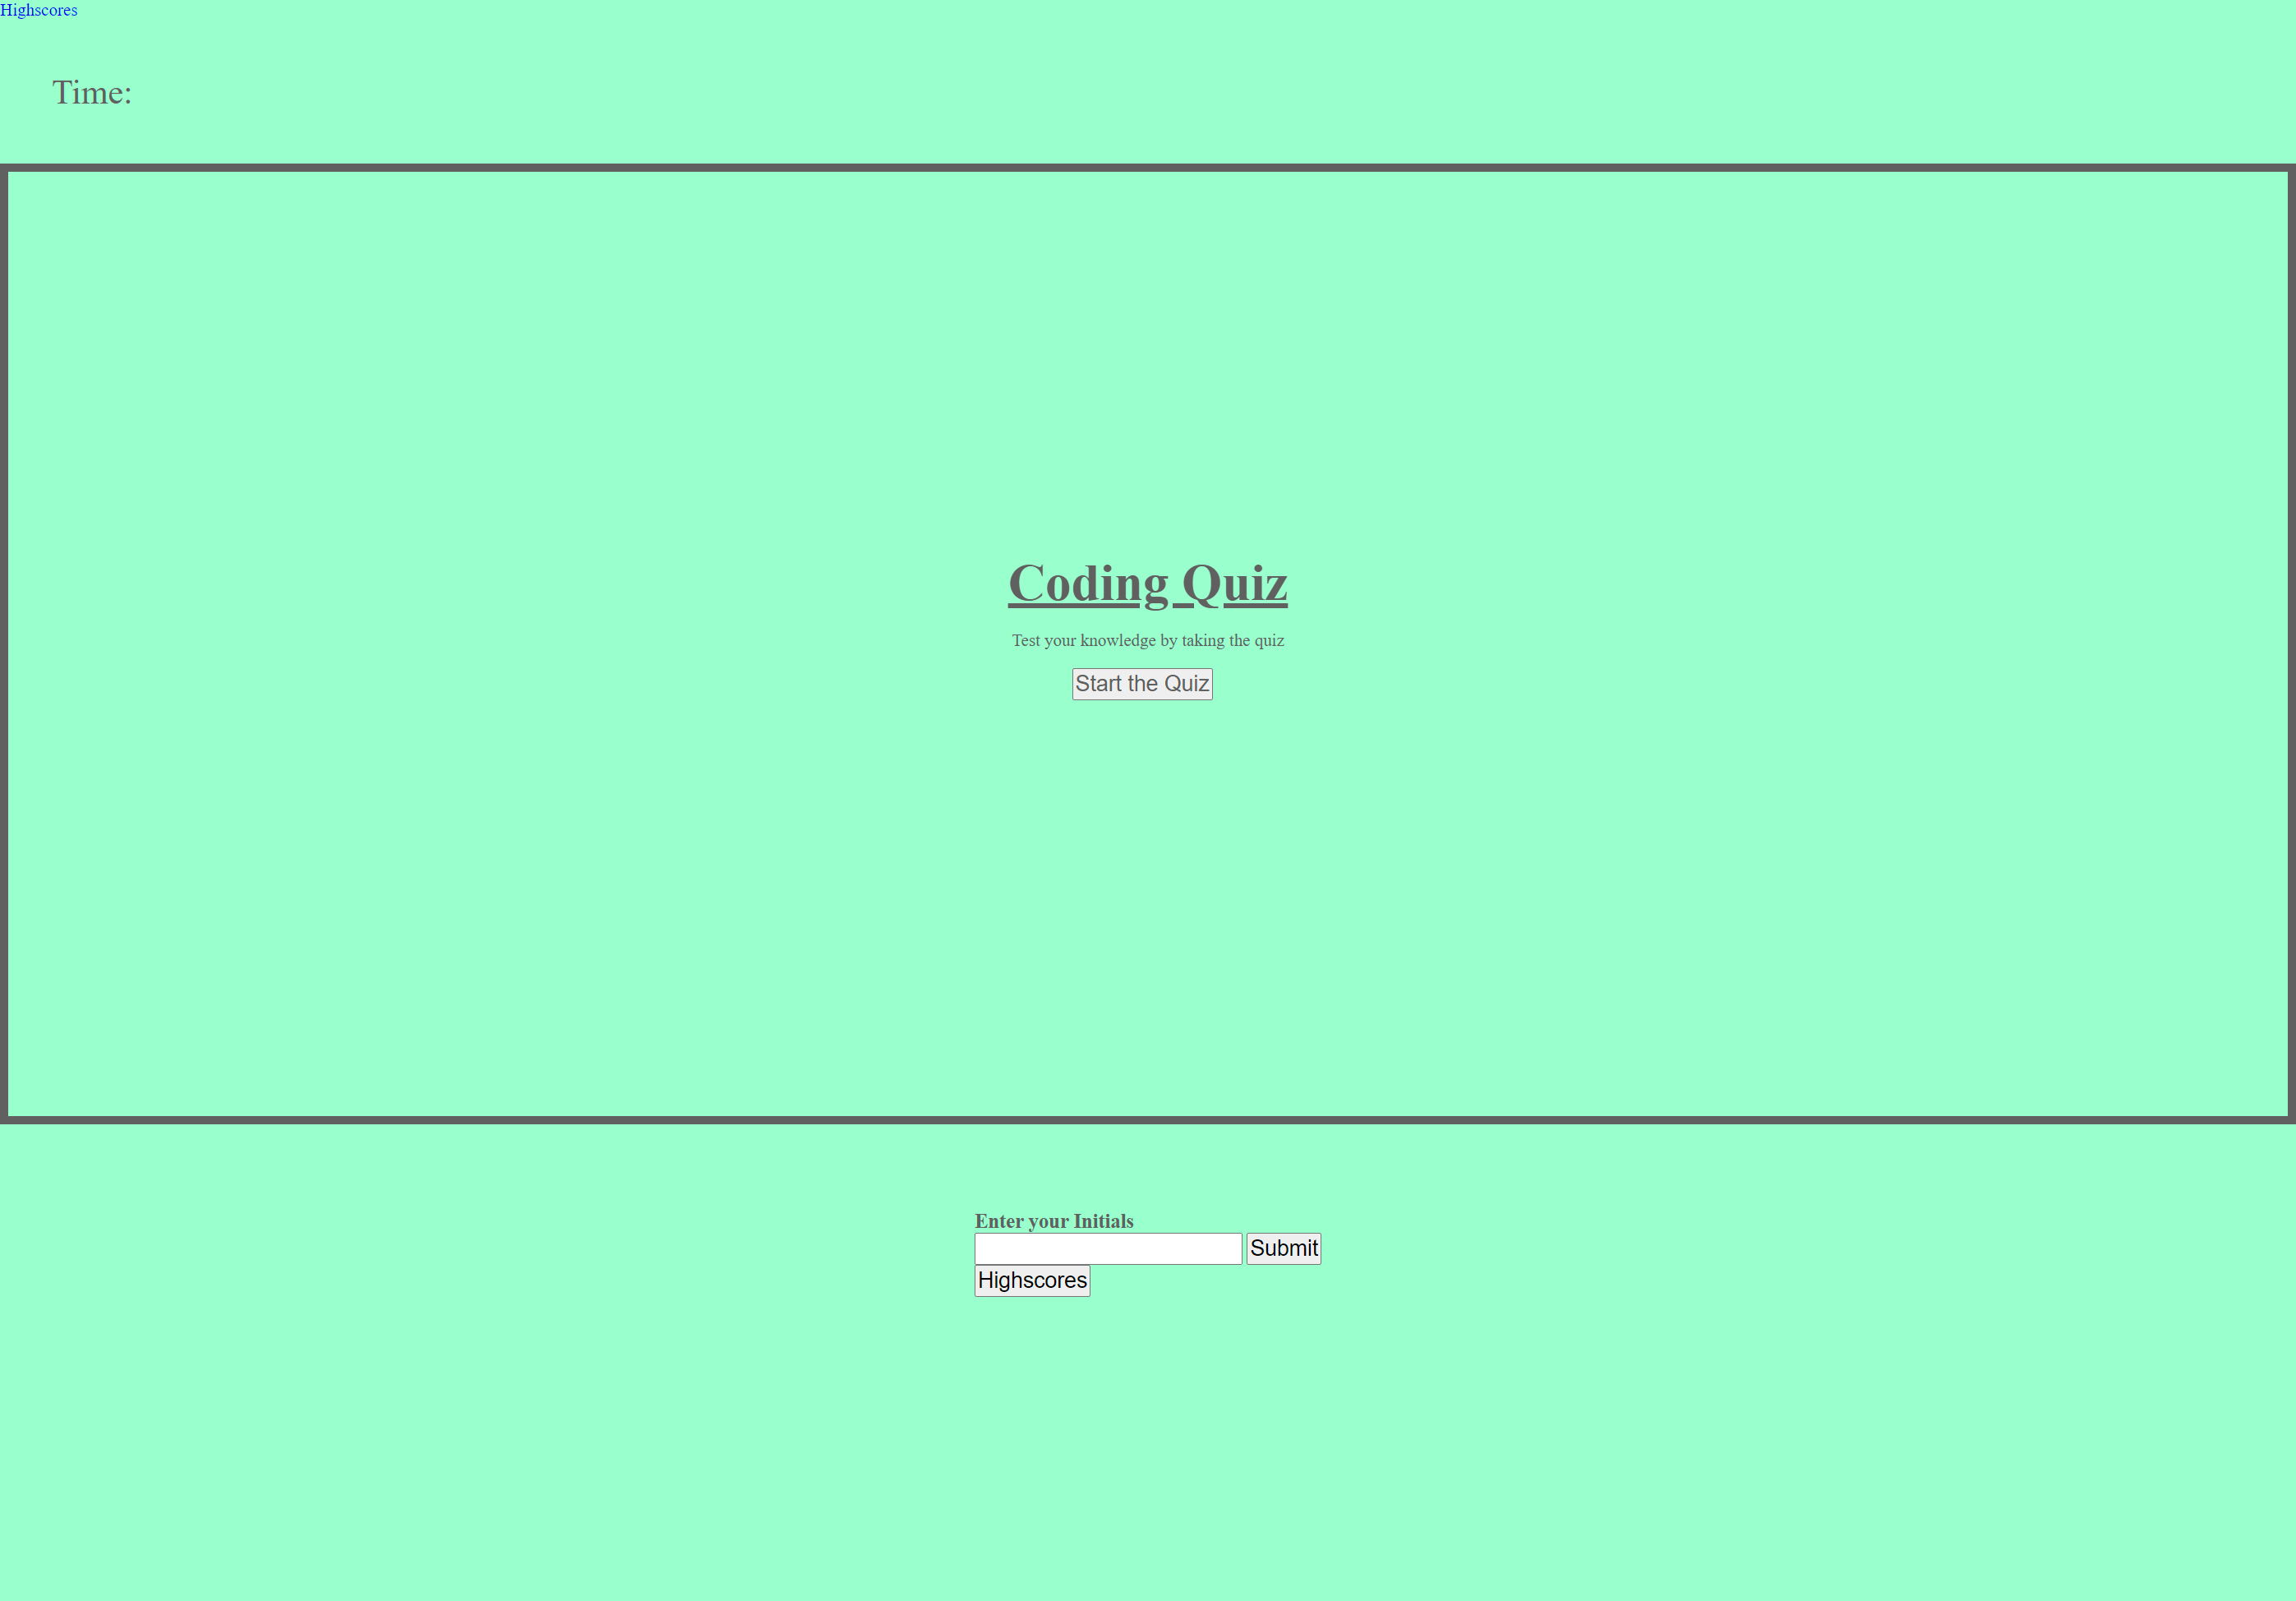 Highscores
Time:
Coding Quiz
Test your knowledge by taking the quiz
Start the Quiz
Enter your Initials
Submit
Highscores